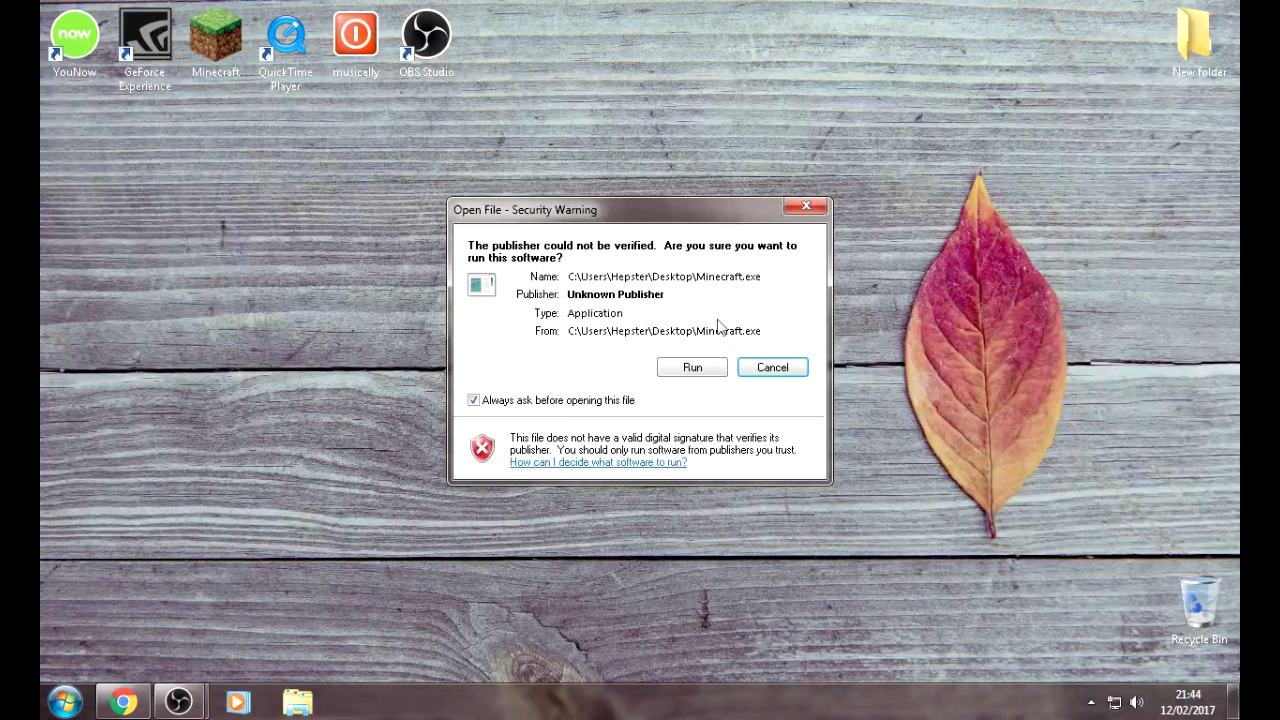 now
YouNow
GeForce
Experience
Minecraft
QuickTime
Player
musically
OBS Studio
New folder
Open File - Security Warning
The publisher could not be verified. Are you sure you want to
run this software?
Name: C:\Users\Hepster\Desktop\Minecraft.exe
Publisher: Unknown Publisher
Type: Application
From: C:\Users\Hepster\Desktop\Minecraft.exe
Run
Cancel
Always ask before opening this file
This file does not have a valid digital signature that verifies its
publisher. You should only run software from publishers you trust.
How can I decide what software to run?
Recycle Bin
21:44
12/02/2017